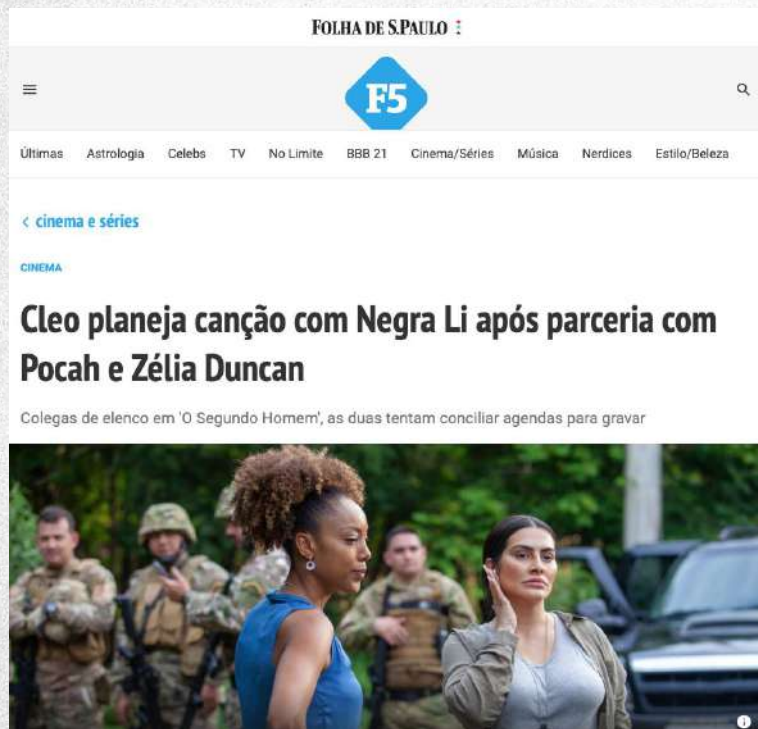 FOLHA DE S.PAULO
F5
Últimas Astrologia Celebs TV No Limite BBB 21 Cinema/Séries Música Nerdices Estilo/Beleza
< cinema e séries
CINEMA
Cleo planeja canção com Negra Li após parceria com
Pocah e Zélia Duncan
Colegas de elenco em 'O Segundo Homem', as duas tentam conciliar agendas para gravar